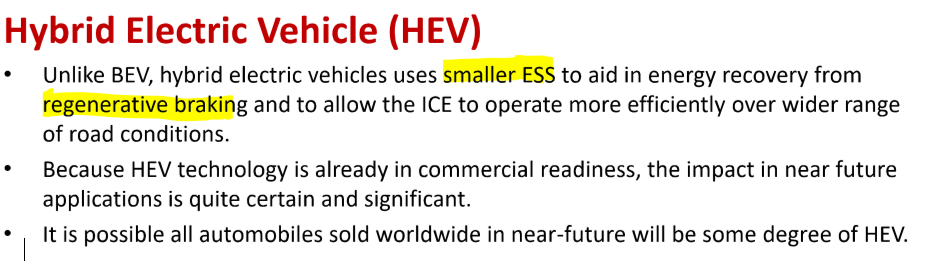 Hybrid Electric Vehicle (HEV)
• Unlike BEV, hybrid electric vehicles uses smaller ESS to aid in energy recovery from
regenerative braking and to allow the ICE to operate more efficiently over wider range
of road conditions.
• Because HEV technology is already in commercial readiness, the impact in near future
applications is quite certain and significant.
• It is possible all automobiles sold worldwide in near-future will be some degree of HEV.